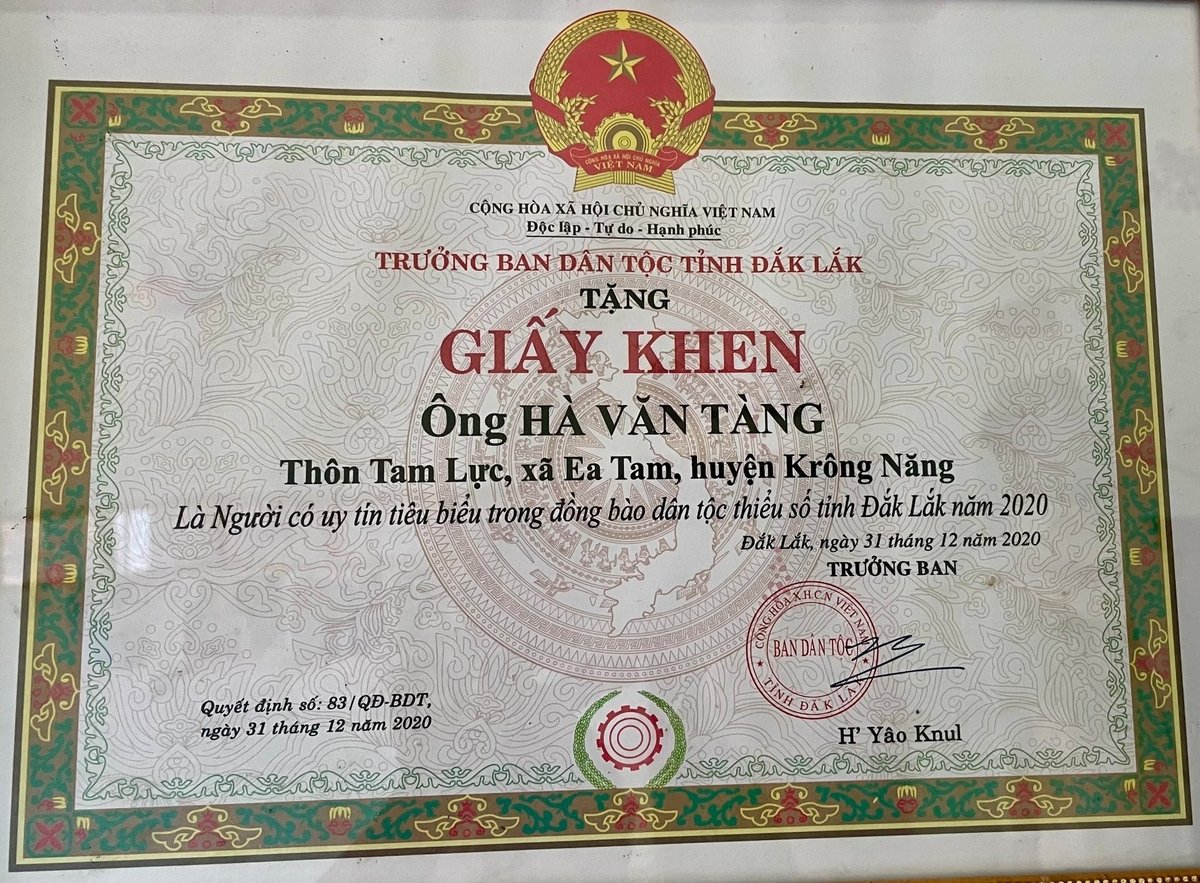 CỘNG HÒA XÃ HỘI CHỦ NGHĨA
VIỆT NAM
CỘNG HÒA XÃ HỘI CHỦ NGHĨA VIỆT NAM
Độc lập - Tự do - Hạnh phúc
TRƯỞNG BAN DÂN TỘC TỈNH ĐẮK LẮK
TẶNG
GIẤY KHEN
Ông HÀ VĂN TÀNG
Thôn Tam Lực, xã Ea Tam, huyện Krông Năng
Là Người có uy tín tiêu biểu trong đồng bào dân tộc thiểu số tỉnh Đắk Lắk năm 2020
Đắk Lắk, ngày 31 tháng 12 năm 2020
TRƯỞNG BAN
CỘNG HÒA X.H.C.N VIỆT NAM
BAN DÂN TỘC
TỈNH ĐẮK LẮK
Quyết định số: 83/QĐ-BDT,
ngày 31 tháng 12 năm 2020
H' Yâo Knul